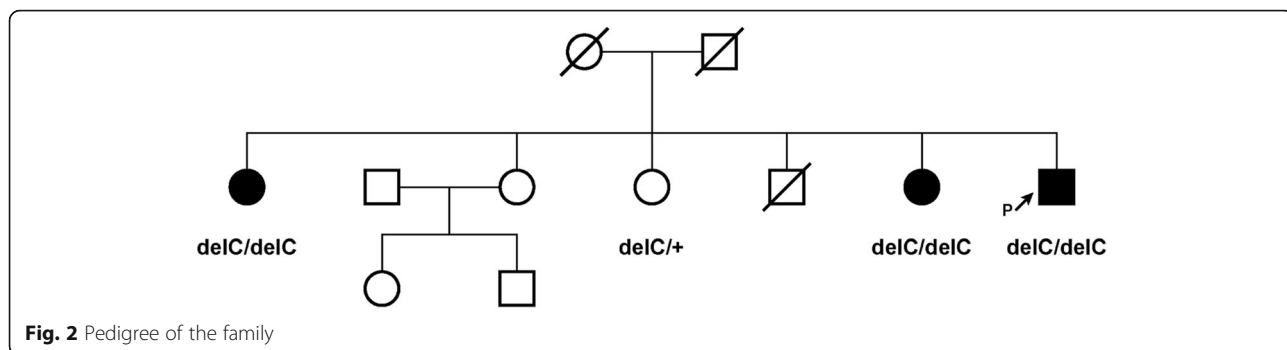 P
delC/delC
delC/+
delC/delC
delC/delC
Fig. 2 Pedigree of the family